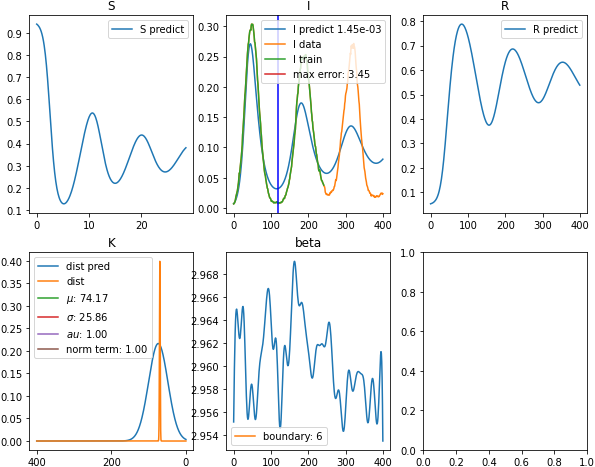 S
S predict
0.9
0.8
0.7
0.6
0.5
0.4
0.3
0.2
0.1
0 10 20
I
I predict 1.45e-03
I data
I train
max error: 3.45
0.30
0.25
0.20
0.15
0.10
0.05
0.00
0 100 200 300 400
R
R predict
0.8
0.7
0.6
0.5
0.4
0.3
0.2
0.1
0 100 200 300 400
K
dist pred
dist
μ: 74.17
σ: 25.86
au: 1.00
norm term: 1.00
0.40
0.35
0.30
0.25
0.20
0.15
0.10
0.05
0.00
400 200 0
beta
2.968
2.966
2.964
2.962
2.960
2.958
2.956
2.954
boundary: 6
0 100 200 300 400
1.0
0.8
0.6
0.4
0.2
0.0
0.0 0.2 0.4 0.6 0.8 1.0